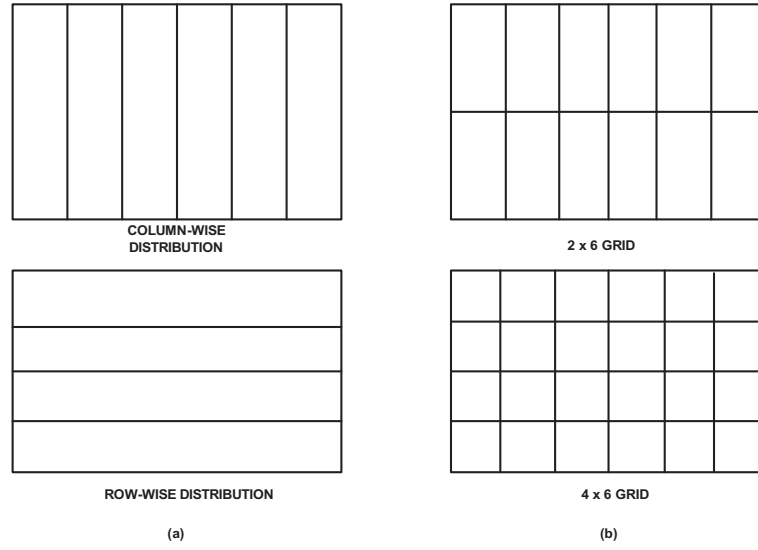 COLUMN-WISE
DISTRIBUTION
2 x 6 GRID
ROW-WISE DISTRIBUTION
4 x 6 GRID
(a)
(b)